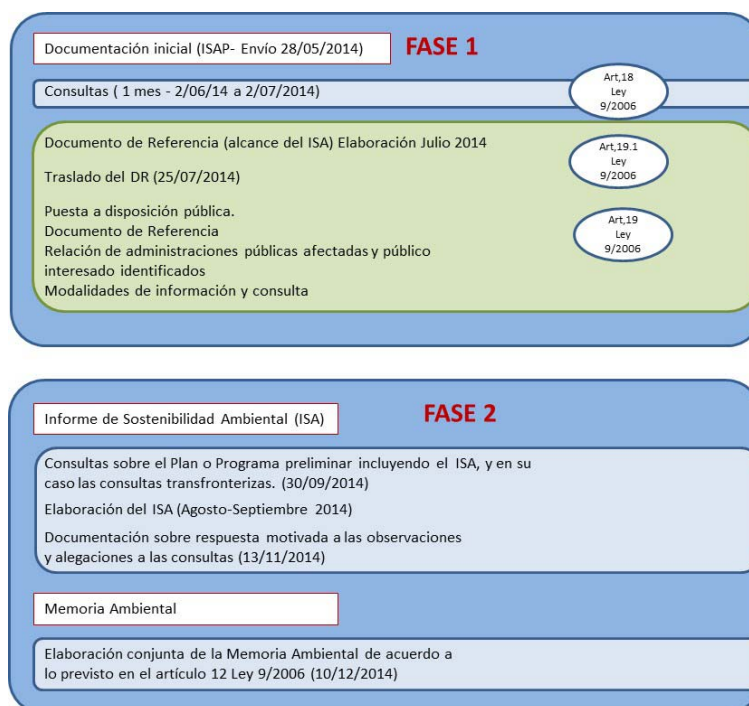 Documentación inicial (ISAP- Envío 28/05/2014)
FASE 1
Consultas ( 1 mes - 2/06/14 a 2/07/2014)
Art,18
Ley
9/2006
Documento de Referencia (alcance del ISA) Elaboración Julio 2014
Art,19.1
Ley
9/2006
Traslado del DR (25/07/2014)
Puesta a disposición pública.
Documento de Referencia
Relación de administraciones públicas afectadas y público
interesado identificados
Modalidades de información y consulta
Art,19
Ley
9/2006
Informe de Sostenibilidad Ambiental (ISA)
FASE 2
Consultas sobre el Plan o Programa preliminar incluyendo el ISA, y en su
caso las consultas transfronterizas. (30/09/2014)
Elaboración del ISA (Agosto-Septiembre 2014)
Documentación sobre respuesta motivada a las observaciones
y alegaciones a las consultas (13/11/2014)
Memoria Ambiental
Elaboración conjunta de la Memoria Ambiental de acuerdo a
lo previsto en el artículo 12 Ley 9/2006 (10/12/2014)